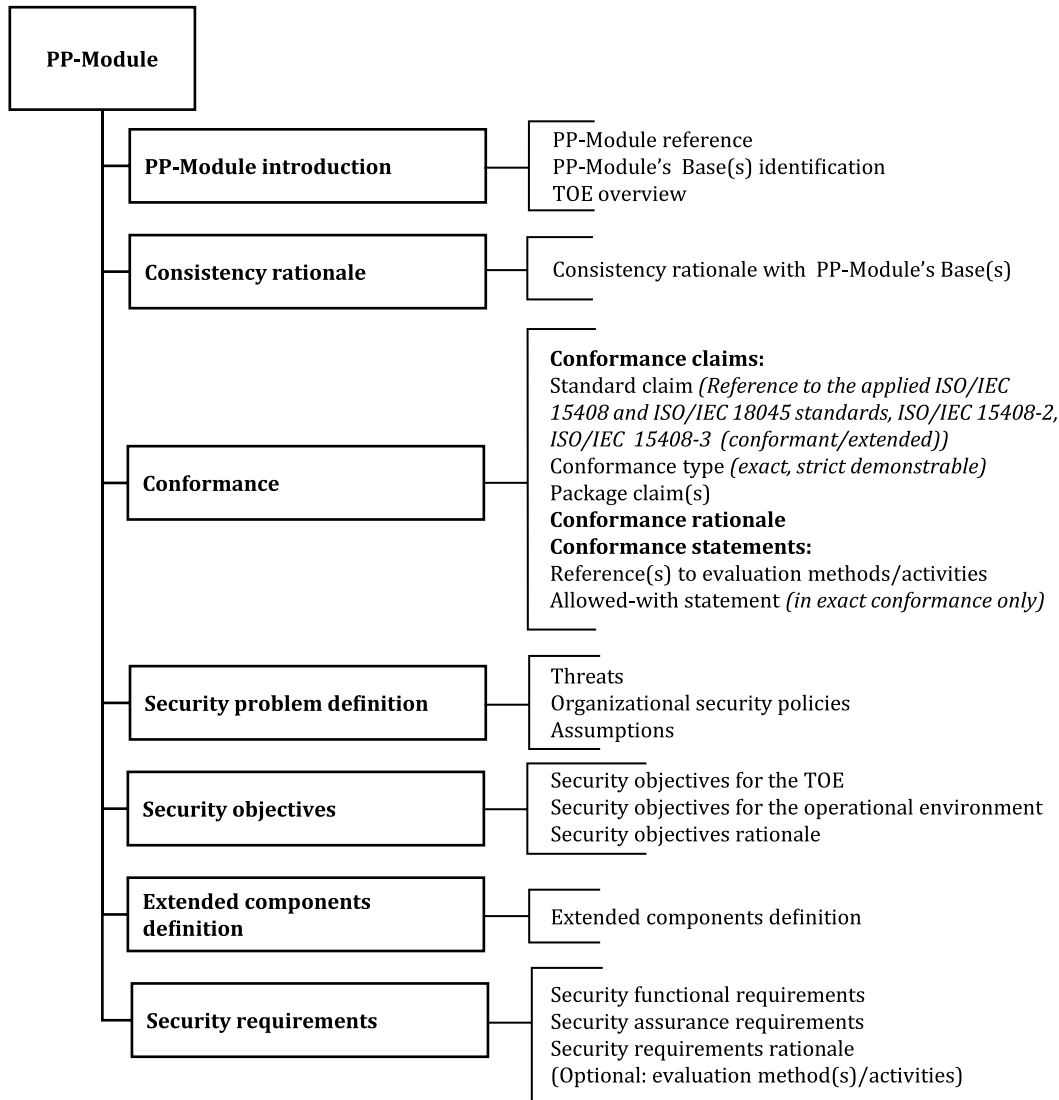 PP-Module
PP-Module introduction
PP-Module reference
PP-Module’s Base(s) identification
TOE overview
Consistency rationale
Consistency rationale with PP-Module’s Base(s)
Conformance
Conformance claims:
Standard claim (Reference to the applied ISO/IEC
15408 and ISO/IEC 18045 standards, ISO/IEC 15408-2,
ISO/IEC 15408-3 (conformant/extended))
Conformance type (exact, strict demonstrable)
Package claim(s)
Conformance rationale
Conformance statements:
Reference(s) to evaluation methods/activities
Allowed-with statement (in exact conformance only)
Security problem definition
Threats
Organizational security policies
Assumptions
Security objectives
Security objectives for the TOE
Security objectives for the operational environment
Security objectives rationale
Extended components
definition
Extended components definition
Security requirements
Security functional requirements
Security assurance requirements
Security requirements rationale
(Optional: evaluation method(s)/activities)